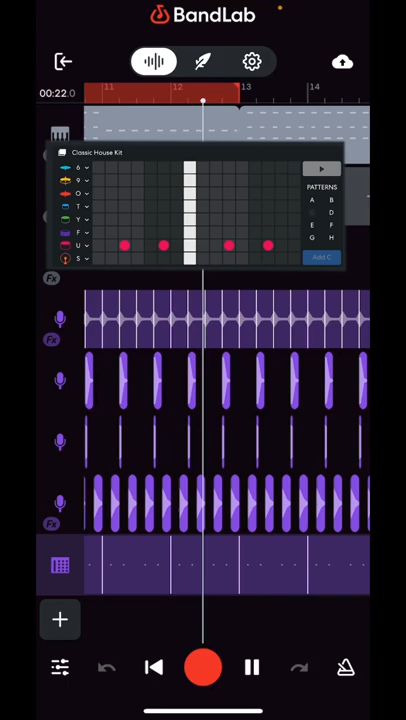 BandLab
11 12 13 14
00:22.0
Classic House Kit
6
9
O
T
Y
F
U
S
PATTERNS
A B
D
E F
G H
Add C
Fx
Fx
Fx